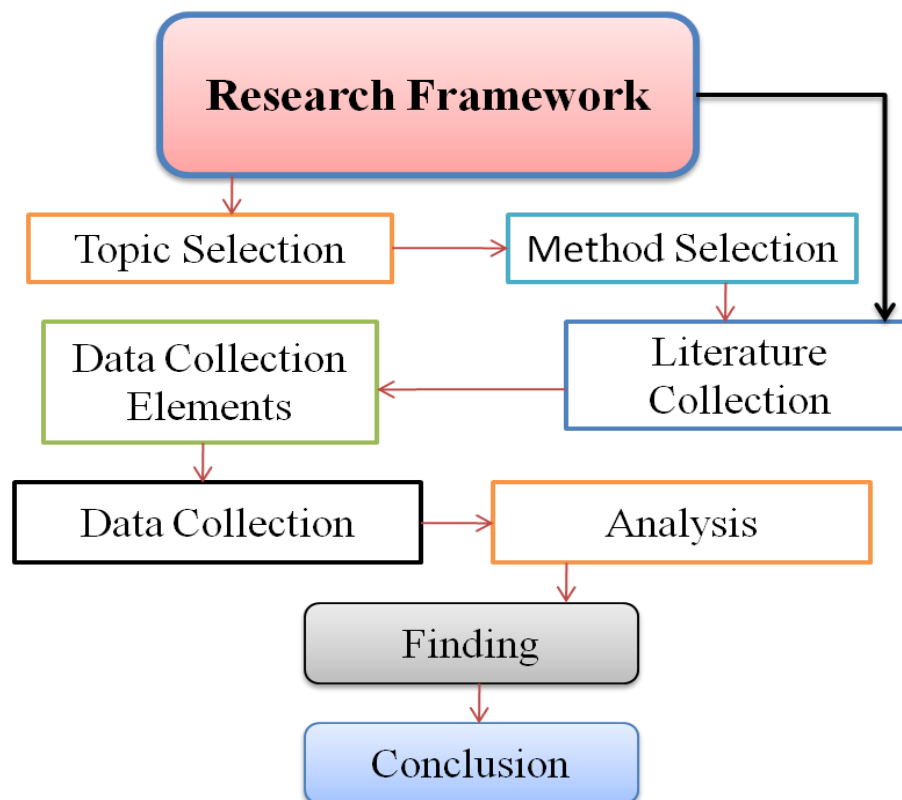 Research Framework
Topic Selection
Method Selection
Literature
Collection
Data Collection
Elements
Data Collection
Analysis
Finding
Conclusion